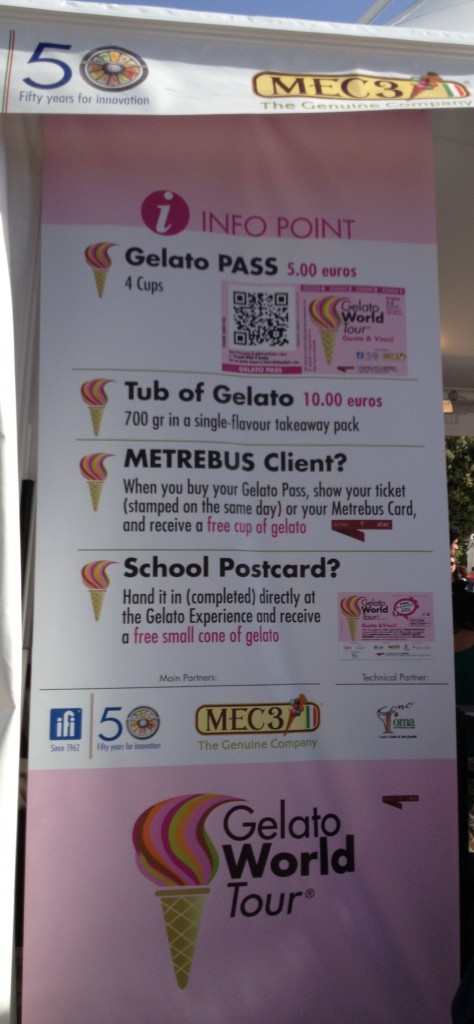 50
Fifty years for innovation
MEC3
The Genuine Company
i INFO POINT
Gelato PASS 5.00 euros
4 Cups
Gelato
World
Tour®
GELATO PASS
Tub of Gelato 10.00 euros
700 gr in a single-flavour takeaway pack
METREBUS Client?
When you buy your Gelato Pass, show your ticket
(stamped on the same day) or your Metrebus Card,
and receive a free cup of gelato
School Postcard?
Hand it in (completed) directly at
the Gelato Experience and receive
a free small cone of gelato
Gelato
World
Tour
Main Partners:
Technical Partner:
ifi
Since 1962
50
Fifty years for innovation
MEC3
The Genuine Company
Gelato
World
Tour®